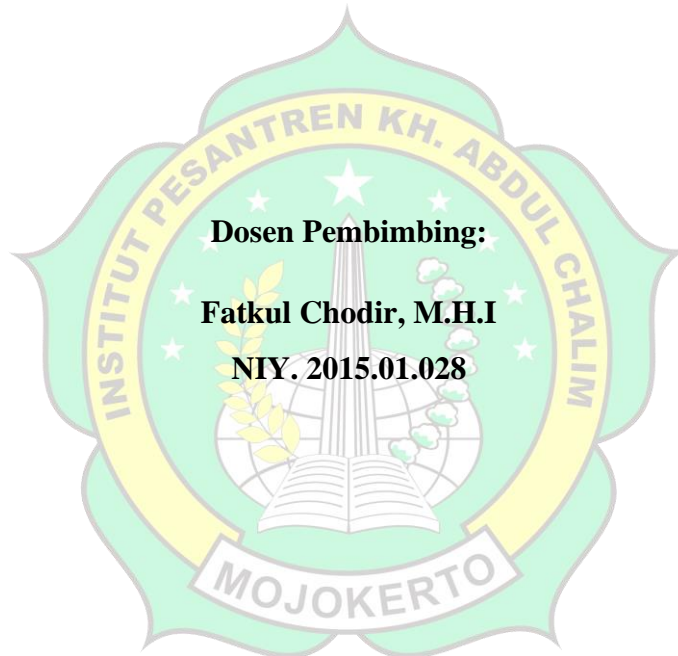 INSTITUT PESANTREN KH. ABDUL CHALIM
Dosen Pembimbing:
Fatkul Chodir, M.H.I
NIY. 2015.01.028
MOJOKERTO